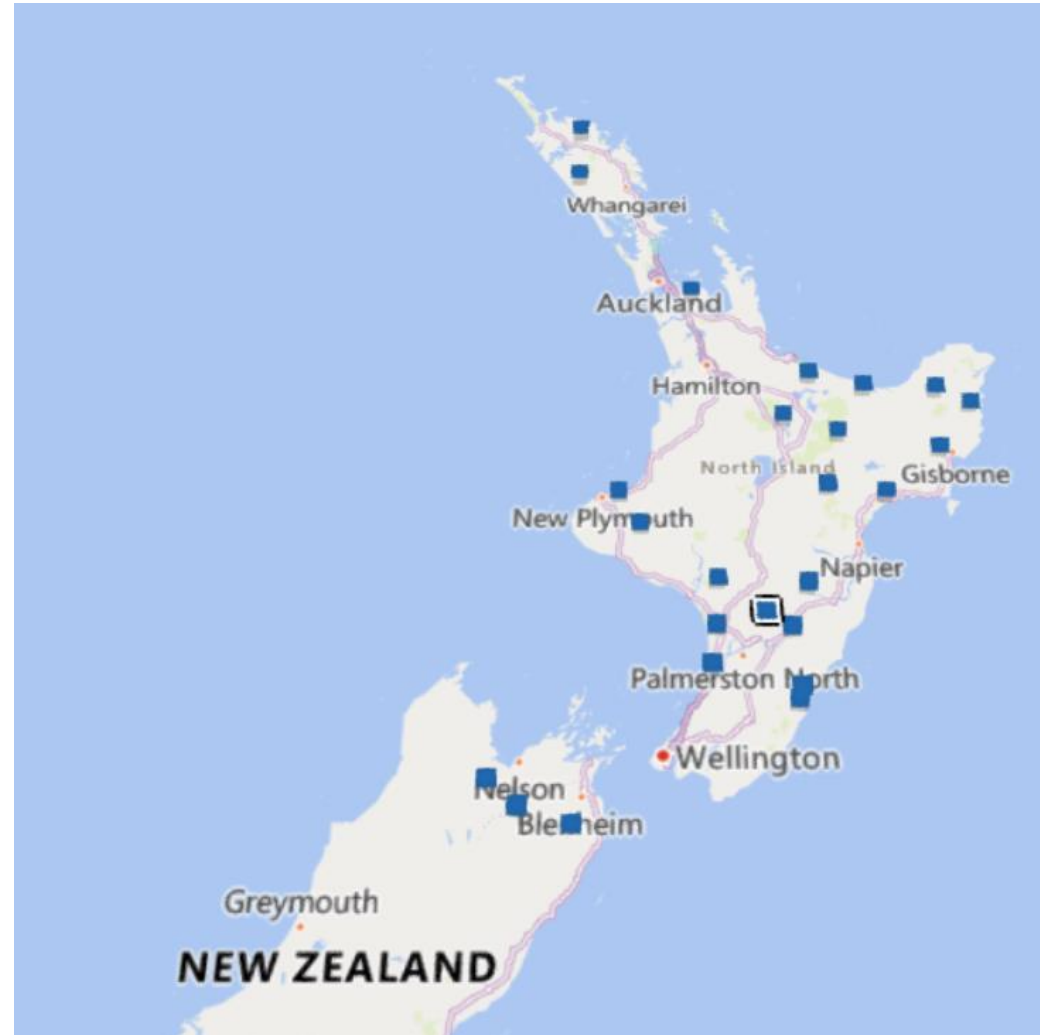 Whangarei
Auckland
Hamilton
North Island
Gisborne
New Plymouth
Napier
Palmerston North
Wellington
Nelson
Blenheim
Greymouth
NEW ZEALAND